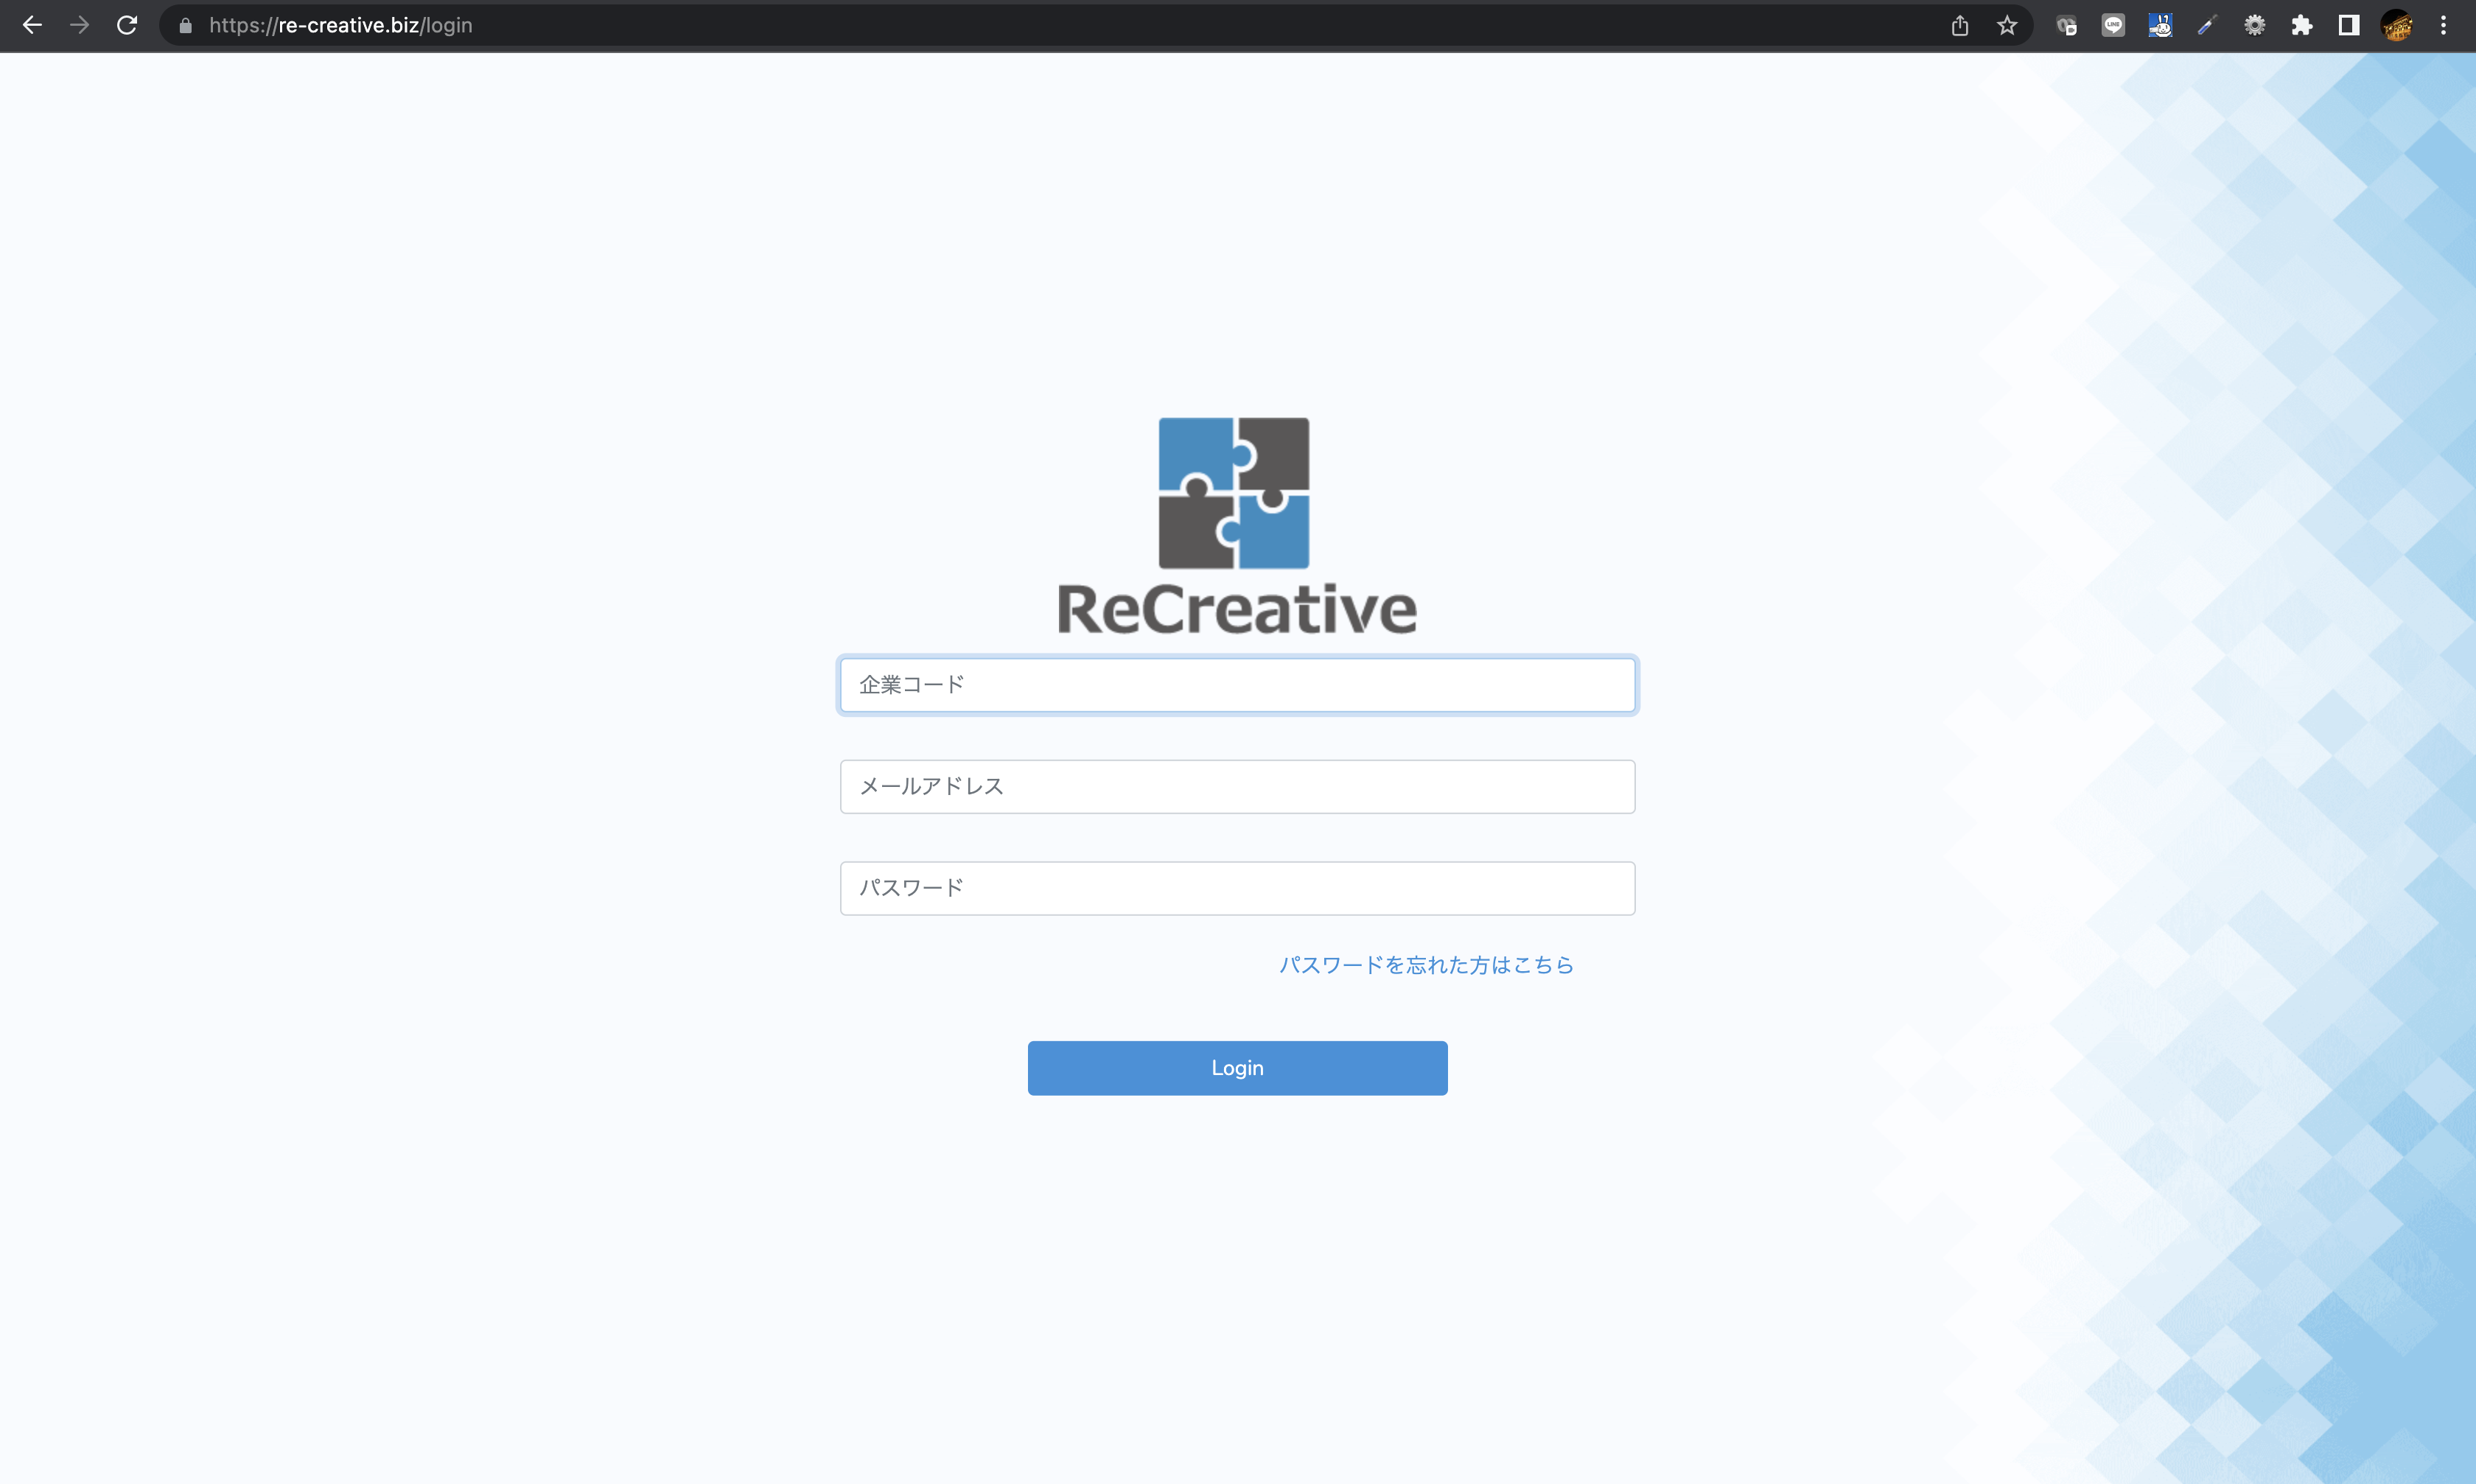 https://re-creative.biz/login
ReCreative
企業コード
メールアドレス
パスワード
パスワードを忘れた方はこちら
Login